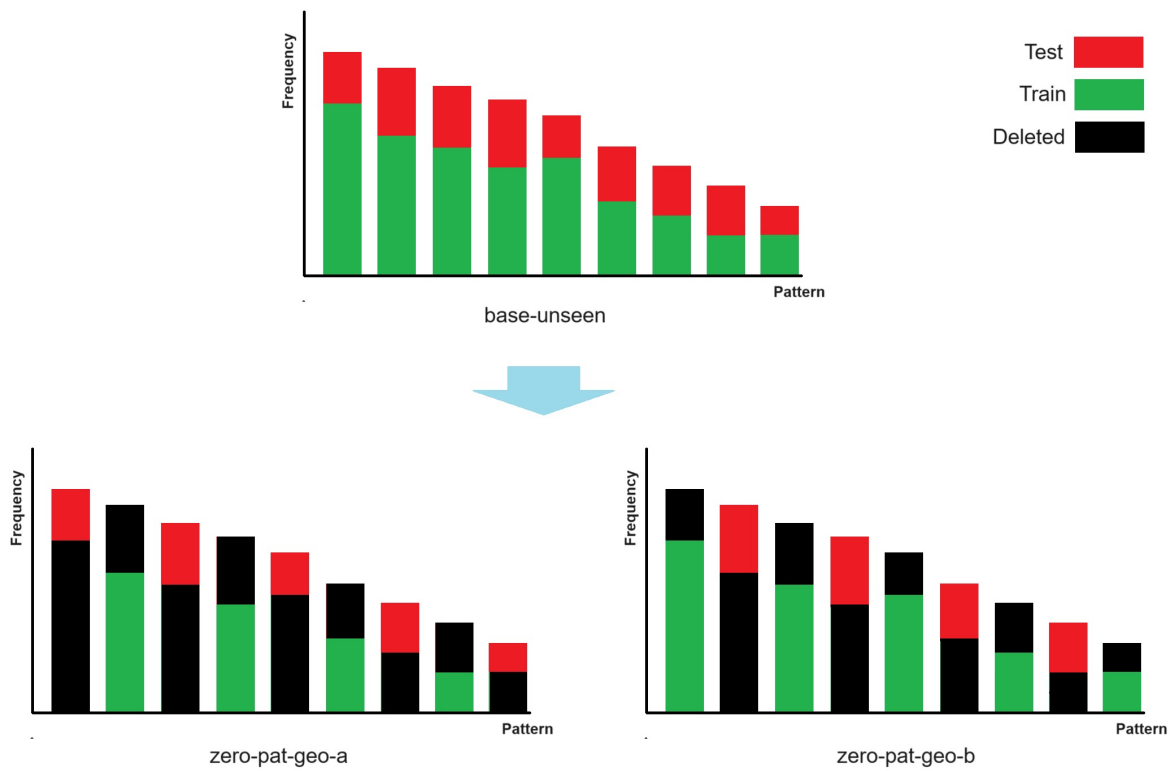 Frequency
Test
Train
Deleted
Pattern
base-unseen
Frequency
Pattern
zero-pat-geo-a
Frequency
Pattern
zero-pat-geo-b